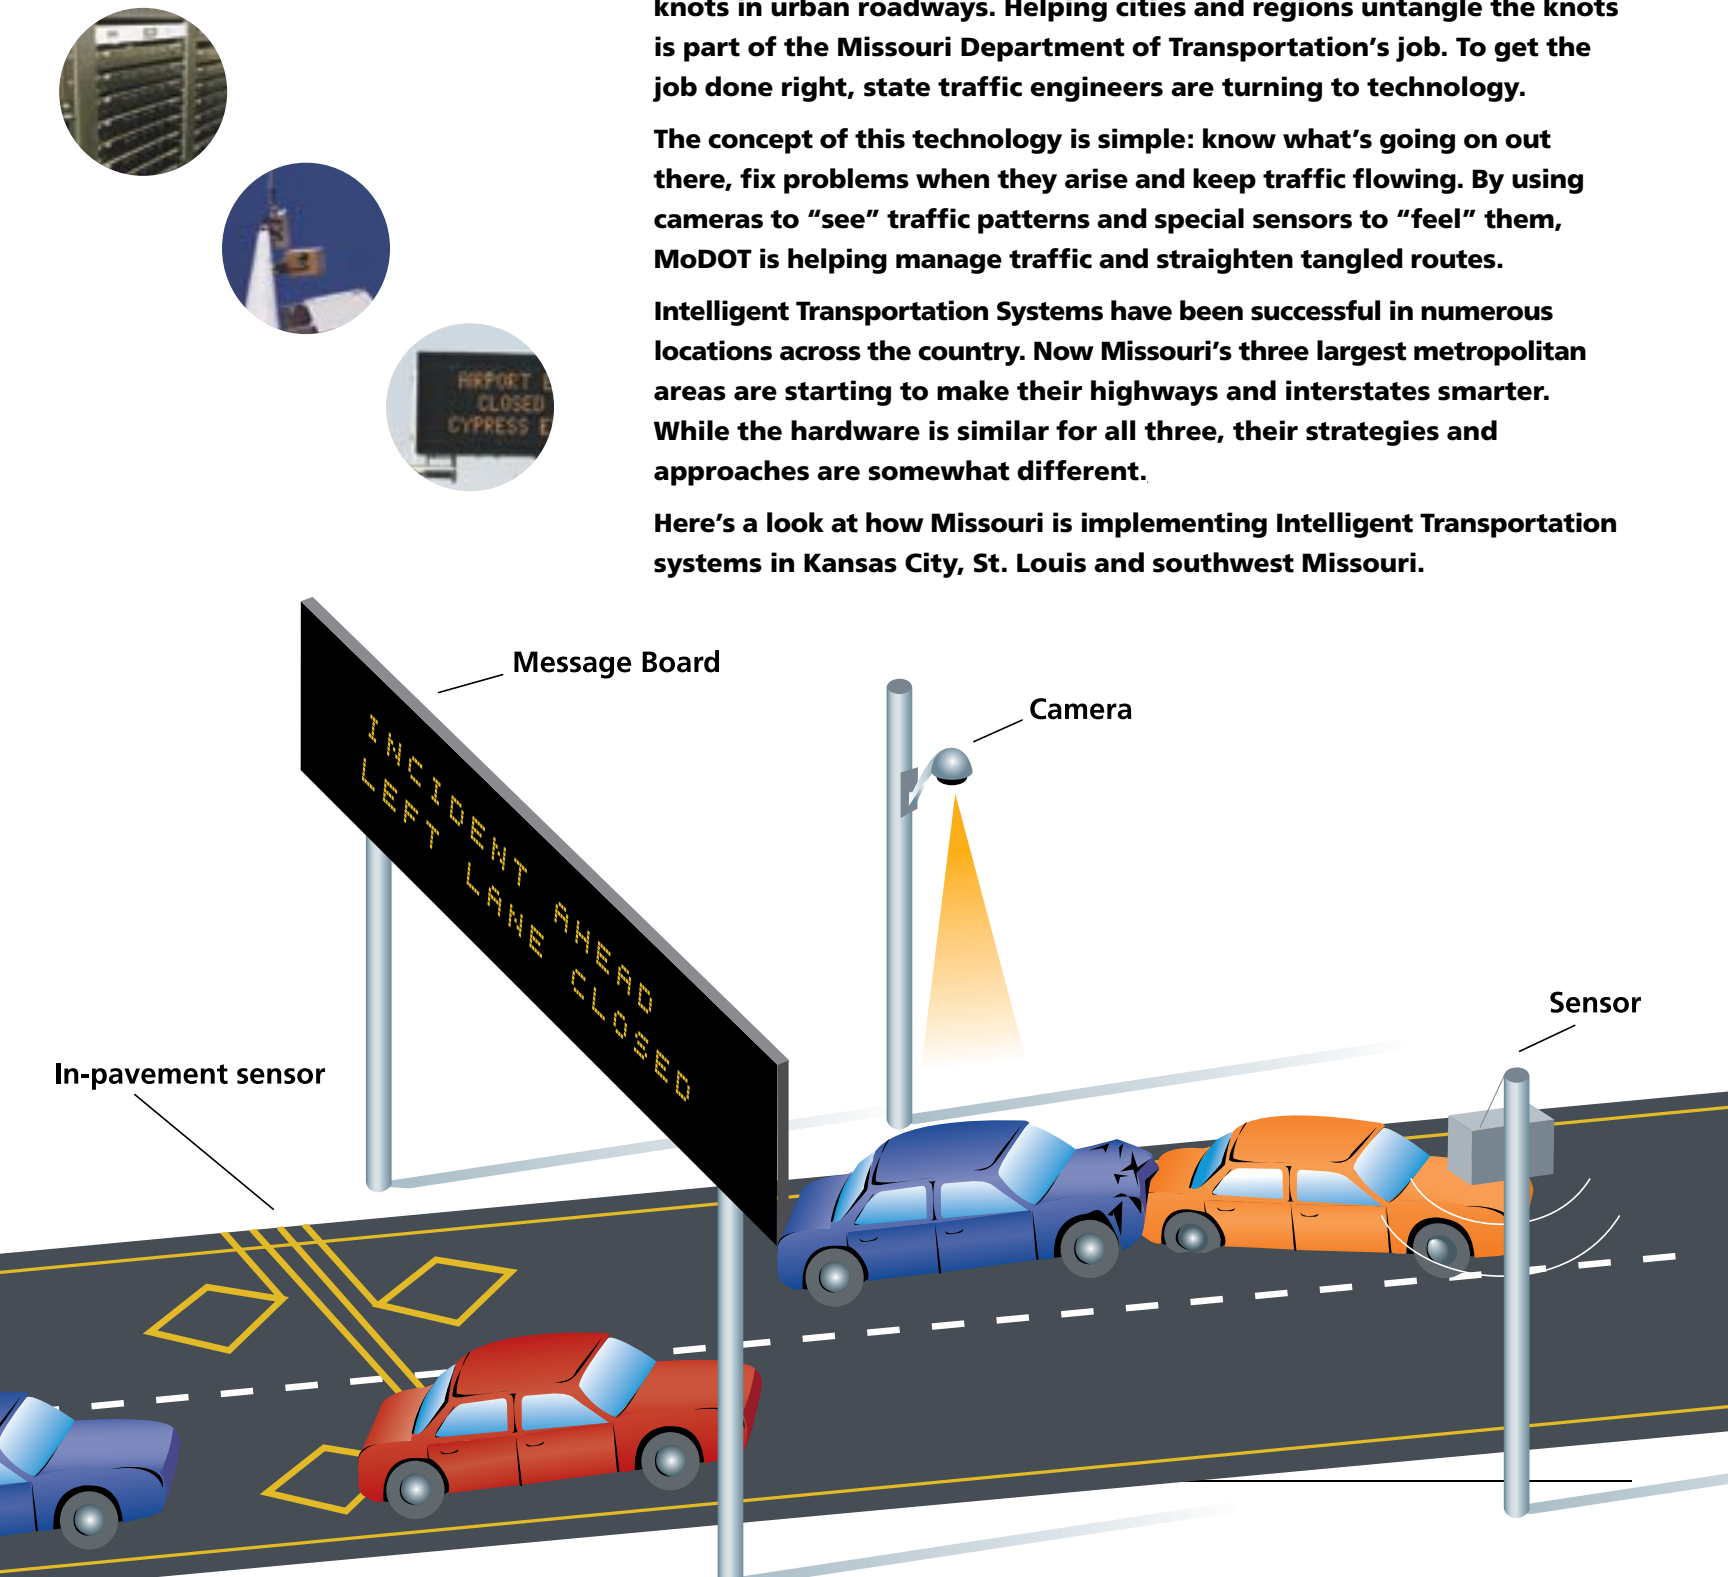 knots in urban roadways. Helping cities and regions untangle the knots
is part of the Missouri Department of Transportation’s job. To get the
job done right, state traffic engineers are turning to technology.
The concept of this technology is simple: know what’s going on out
there, fix problems when they arise and keep traffic flowing. By using
cameras to “see” traffic patterns and special sensors to “feel” them,
MoDOT is helping manage traffic and straighten tangled routes.
Intelligent Transportation Systems have been successful in numerous
locations across the country. Now Missouri’s three largest metropolitan
areas are starting to make their highways and interstates smarter.
While the hardware is similar for all three, their strategies and
approaches are somewhat different.
Here’s a look at how Missouri is implementing Intelligent Transportation
systems in Kansas City, St. Louis and southwest Missouri.
AIRPORT
CLOSED
CYPRESS
Message Board
Camera
INCIDENT AHEAD
LEFT LANE CLOSED
Sensor
In-pavement sensor